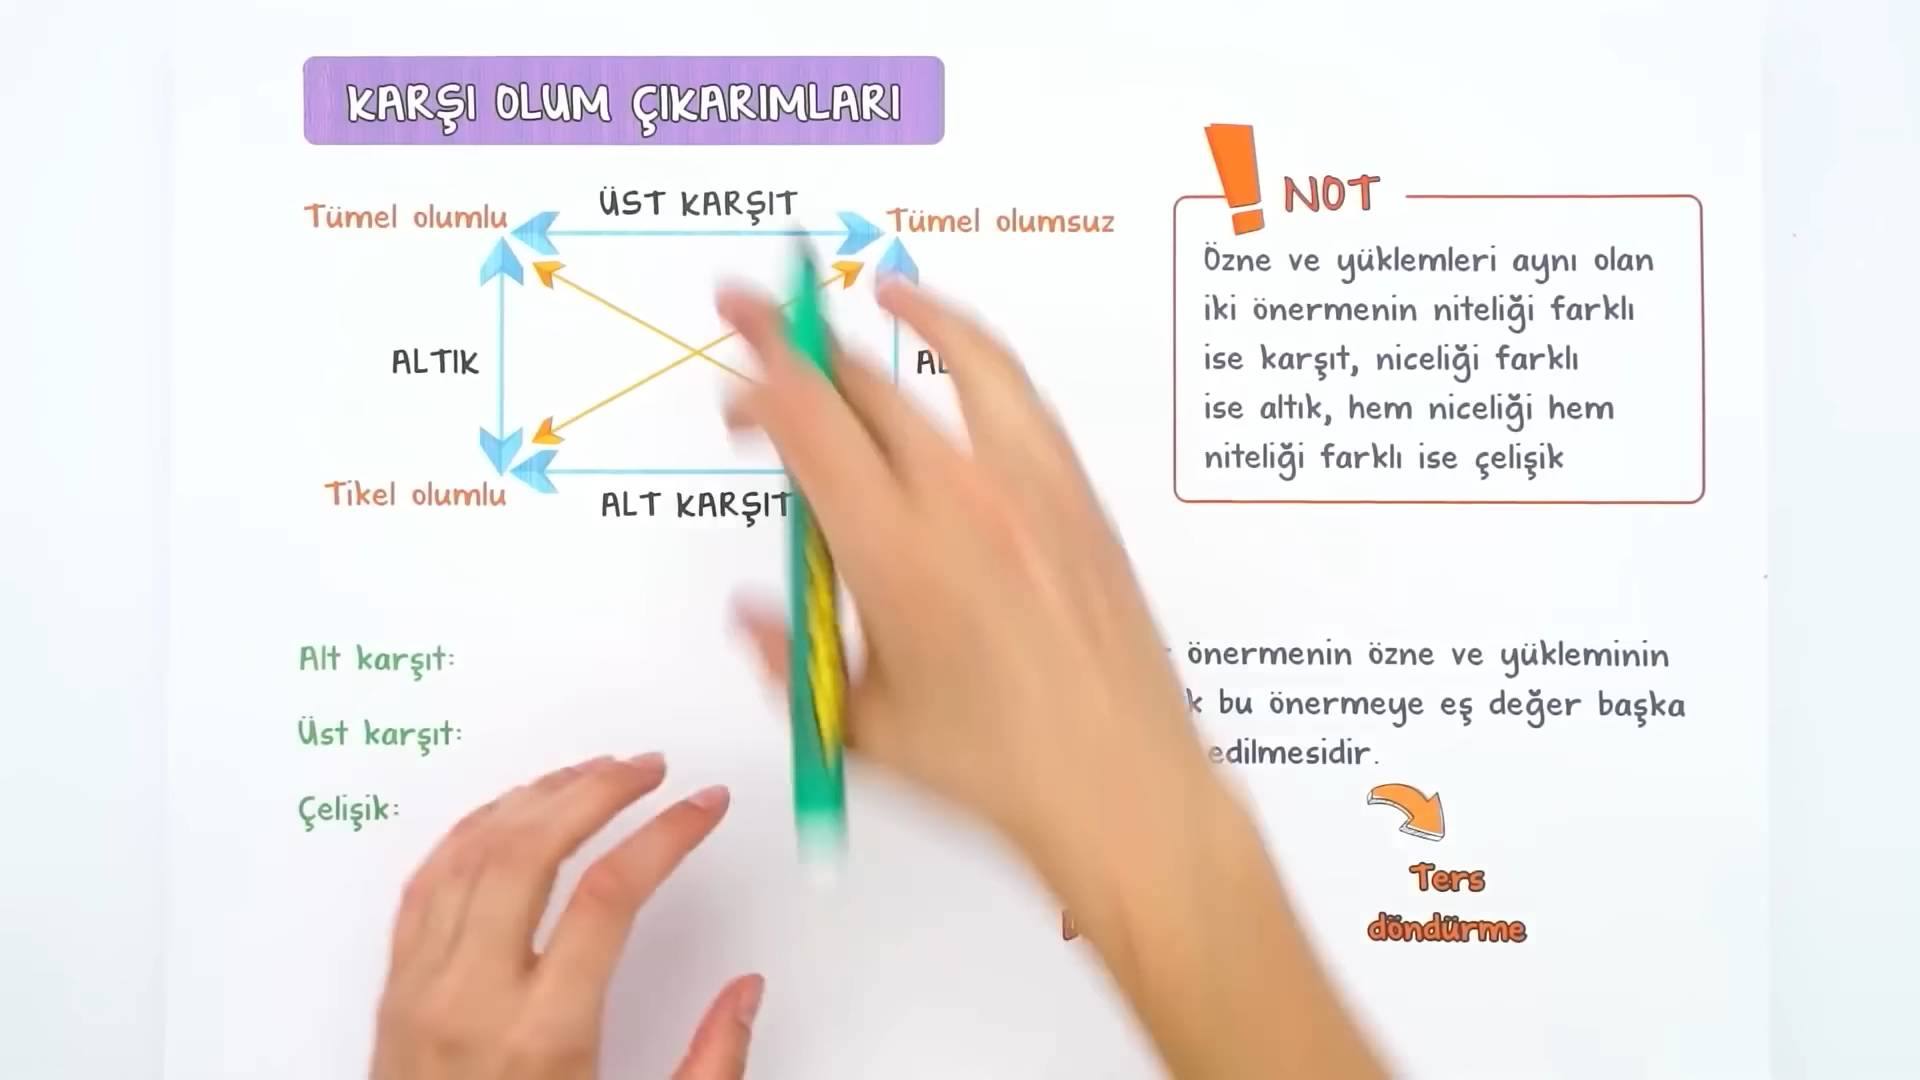 KARŞI OLUM ÇIKARIMLARI
ÜST KARŞIT
Tümel olumlu
Tümel olumsuz
ALTIK
Tikel olumlu
ALT KARŞIT
NOT
Özne ve yüklemleri aynı olan
iki önermenin niteliği farklı
ise karşıt, niceliği farklı
ise altık, hem niceliği hem
niteliği farklı ise çelişik
Alt karşıt:
Üst karşıt:
Çelişik:
önermenin özne ve yükleminin
bu önermeye eş değer başka
edilmesidir.
Ters
döndürme